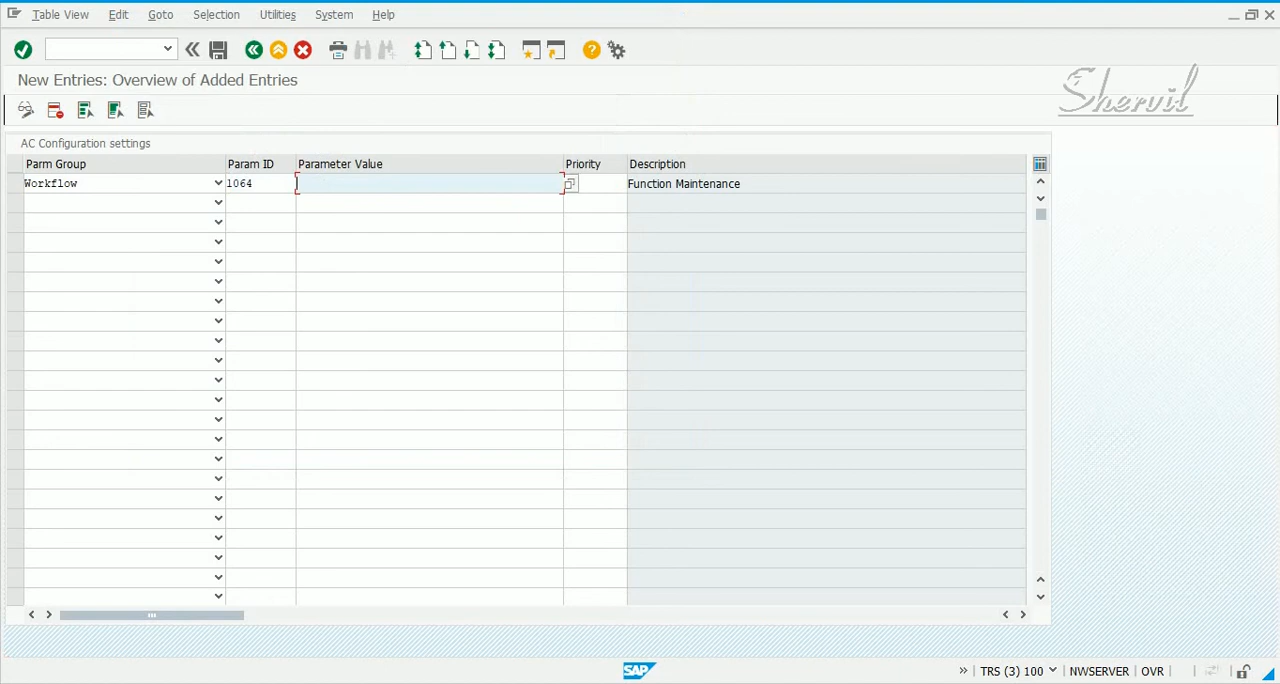 Table View Edit Goto Selection Utilities System Help
New Entries: Overview of Added Entries
Shervil
AC Configuration settings
Parm Group Param ID Parameter Value Priority Description
Workflow 1064 Function Maintenance
SAP TRS (3) 100 NWSERVER OVR